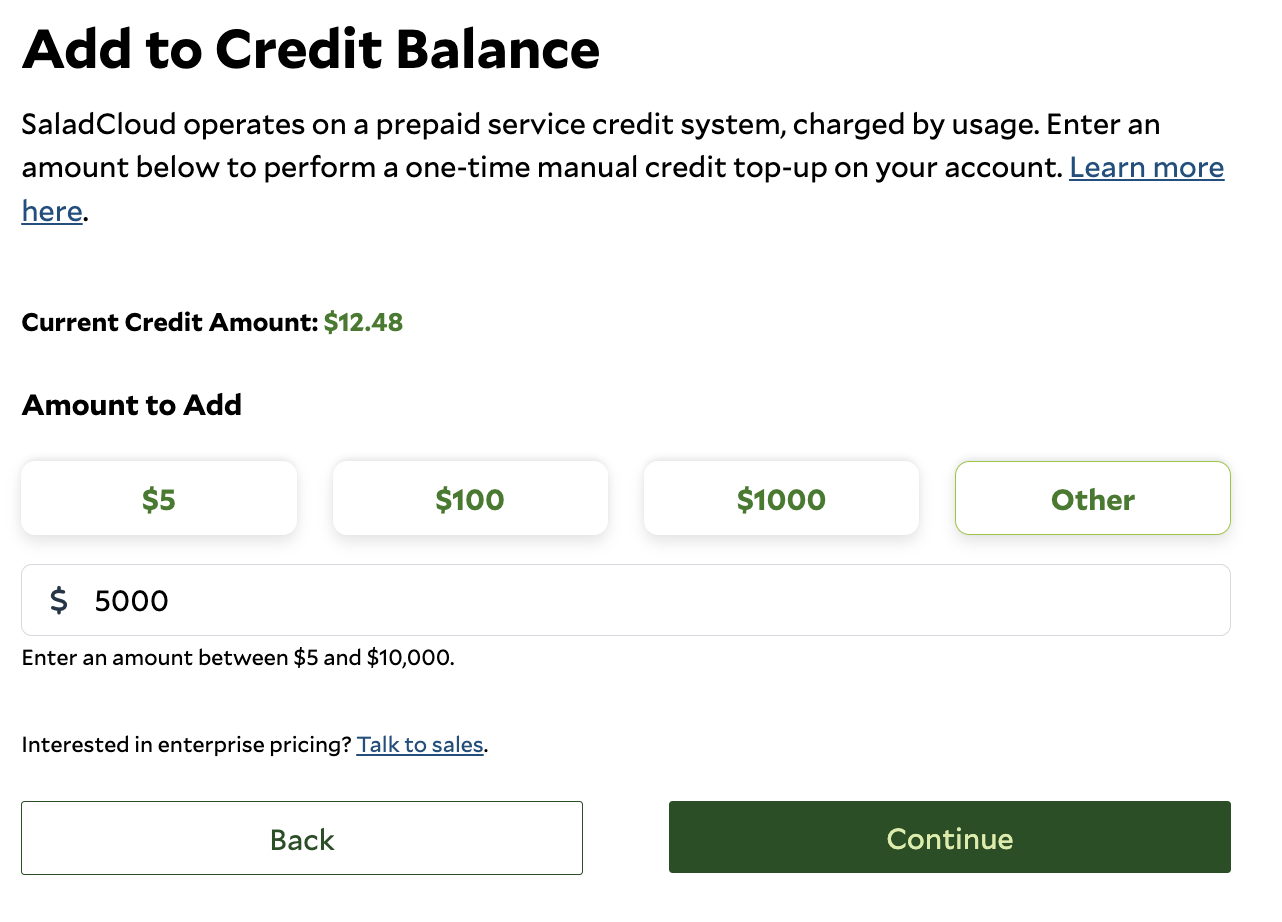 Add to Credit Balance
SaladCloud operates on a prepaid service credit system, charged by usage. Enter an
amount below to perform a one-time manual credit top-up on your account. Learn more
here.
Current Credit Amount: $12.48
Amount to Add
$5 $100 $1000 Other
$ 5000
Enter an amount between $5 and $10,000.
Interested in enterprise pricing? Talk to sales.
Back Continue